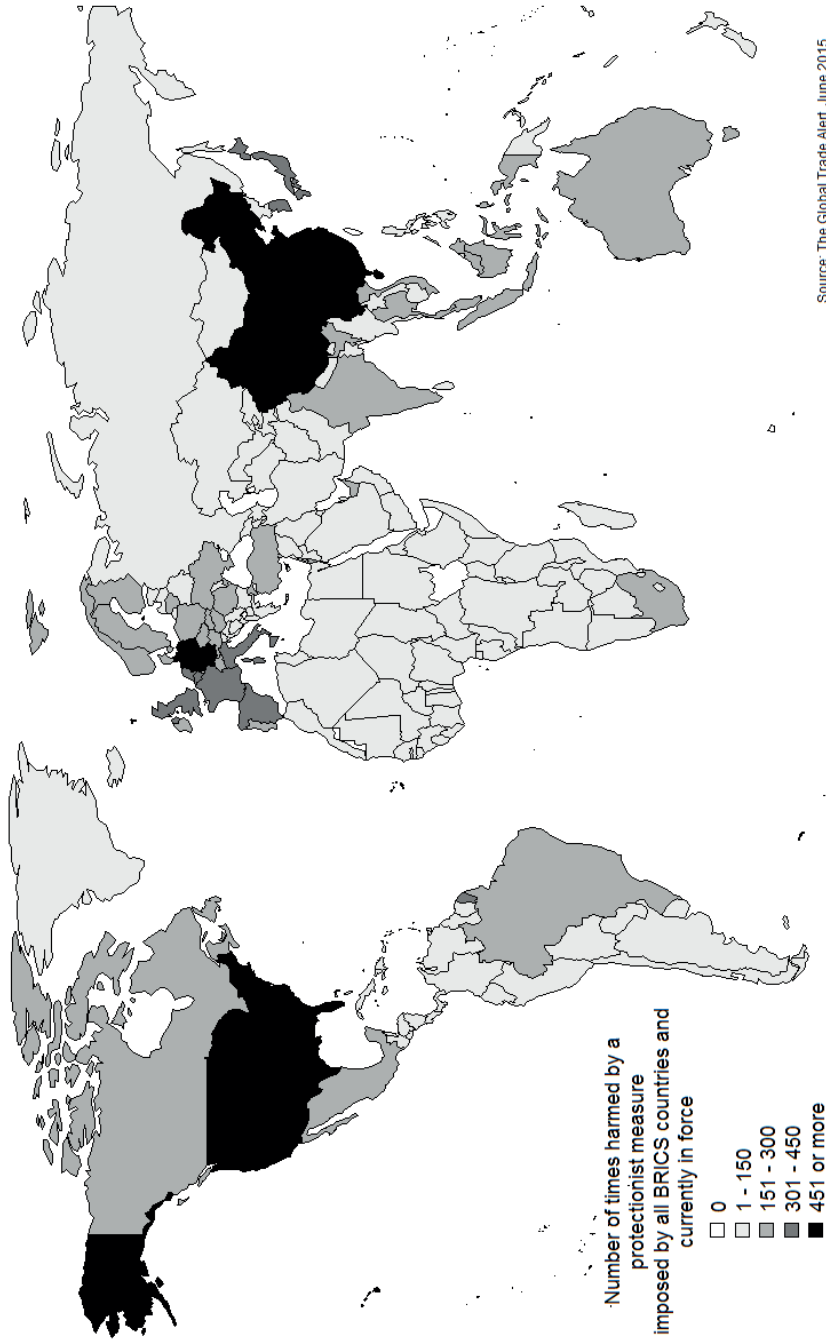 Number of times harmed by a
protectionist measure
imposed by all BRICS countries and
currently in force
0
1 - 150
151 - 300
301 - 450
451 or more
Source: The Global Trade Alert, June 2015